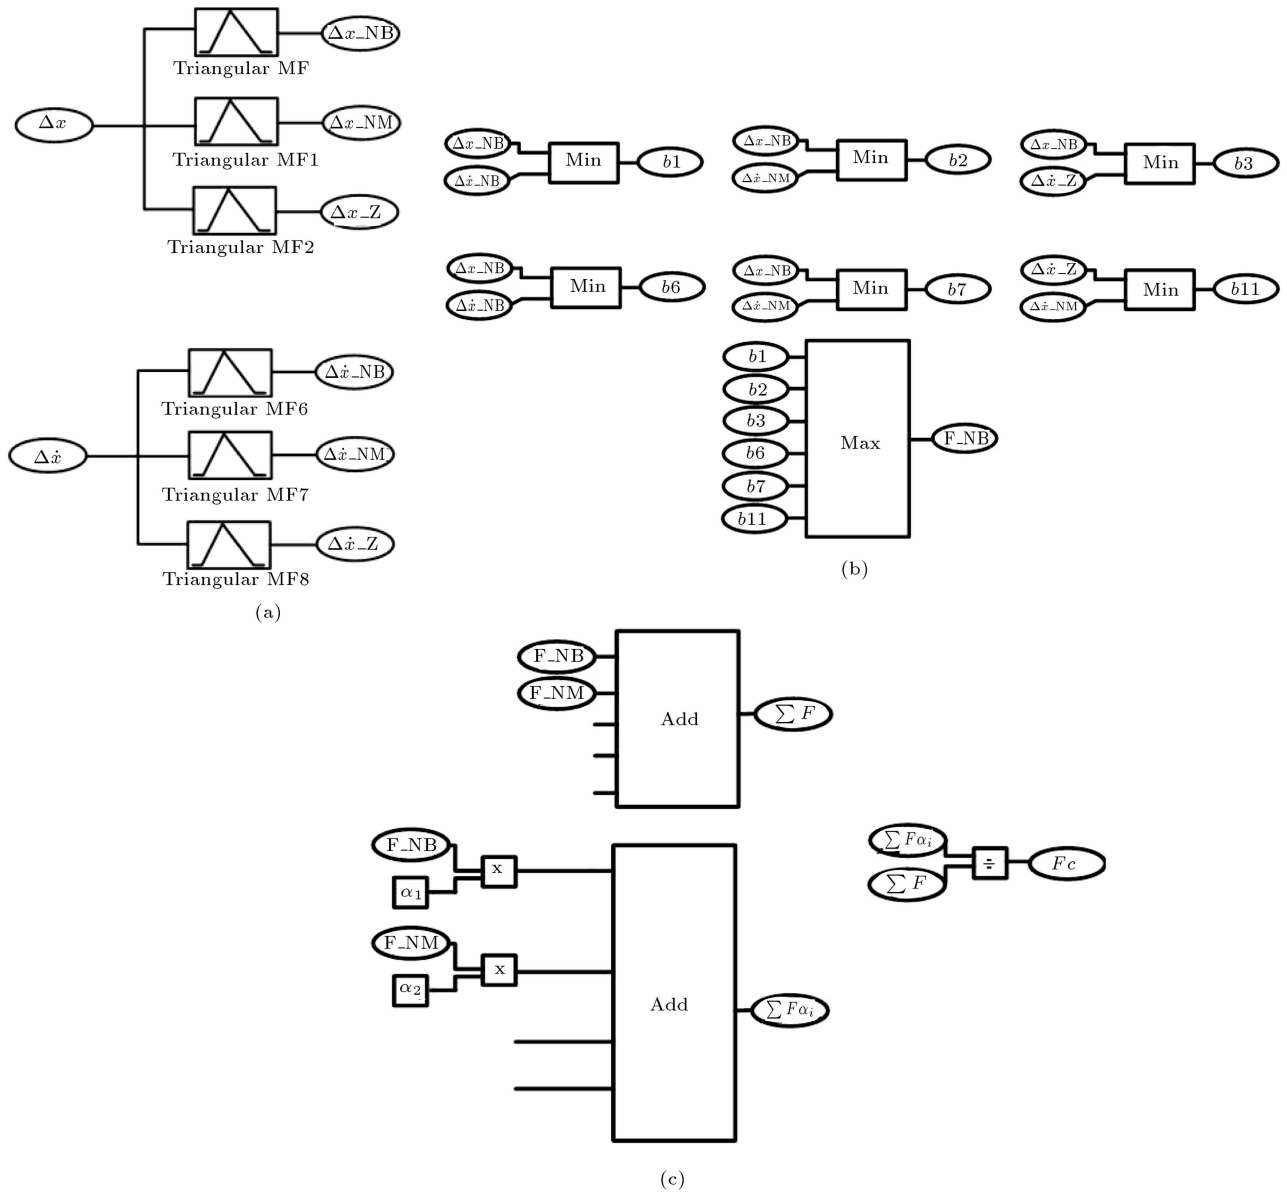 Δx_NB
Triangular MF
Δx
Δx_NM
Triangular MF1
Δx_Z
Triangular MF2
Δẋ_NB
Triangular MF6
Δẋ
Δẋ_NM
Triangular MF7
Δẋ_Z
Triangular MF8
(a)
Δx_NB
Δẋ_NB
Min
b1
Δx_NB
Δẋ_NM
Min
b2
Δx_NB
Δẋ_Z
Min
b3
Δx_NB
Δẋ_NB
Min
b6
Δx_NB
Δẋ_NM
Min
b7
Δẋ_Z
Δẋ_NM
Min
b11
b1
b2
b3
b6
b7
b11
Max
F_NB
(b)
F_NB
F_NM
Add
∑ F
F_NB
α₁
x
F_NM
α₂
x
Add
∑ Fαᵢ
∑ Fαᵢ
∑ F
÷
Fc
(c)